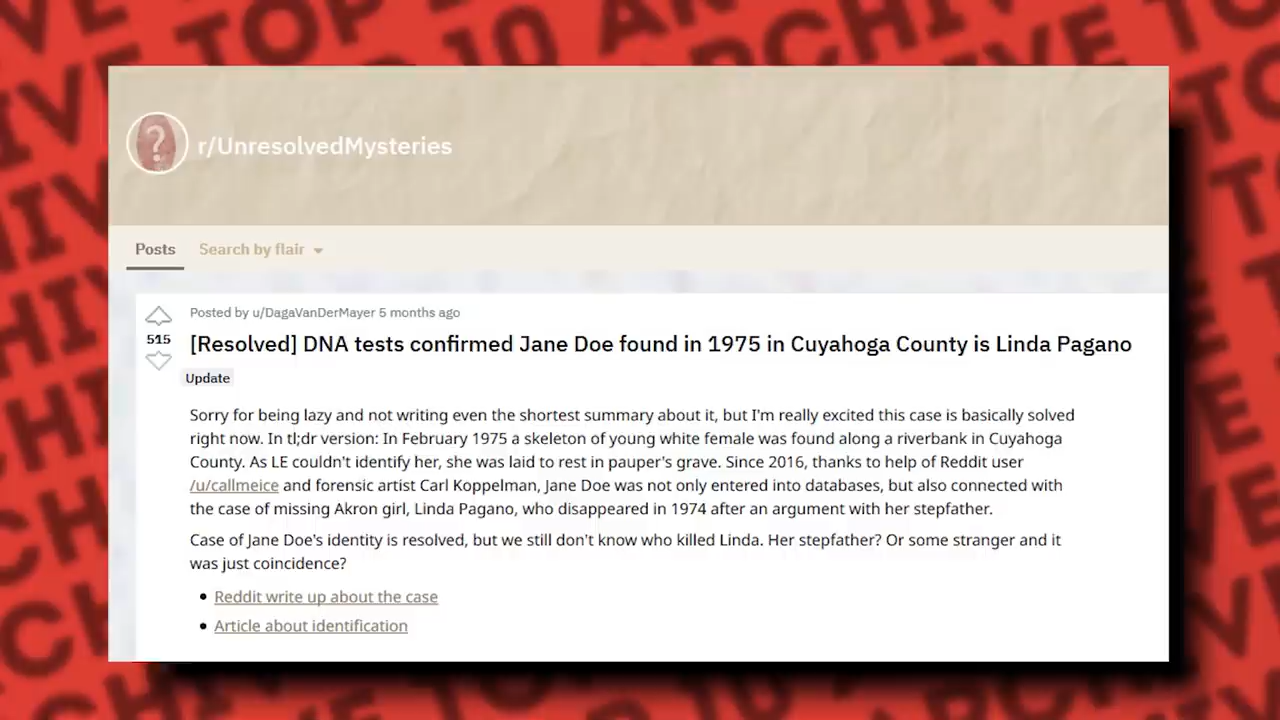 TOP 10 ARCHIVE
r/UnresolvedMysteries
Posts
Search by flair
Posted by u/DagaVanDerMayer 5 months ago
515
[Resolved] DNA tests confirmed Jane Doe found in 1975 in Cuyahoga County is Linda Pagano
Update
Sorry for being lazy and not writing even the shortest summary about it, but I'm really excited this case is basically solved
right now. In tl;dr version: In February 1975 a skeleton of young white female was found along a riverbank in Cuyahoga
County. As LE couldn't identify her, she was laid to rest in pauper's grave. Since 2016, thanks to help of Reddit user
/u/callmeice and forensic artist Carl Koppelman, Jane Doe was not only entered into databases, but also connected with
the case of missing Akron girl, Linda Pagano, who disappeared in 1974 after an argument with her stepfather.
Case of Jane Doe's identity is resolved, but we still don't know who killed Linda. Her stepfather? Or some stranger and it
was just coincidence?
Reddit write up about the case
Article about identification